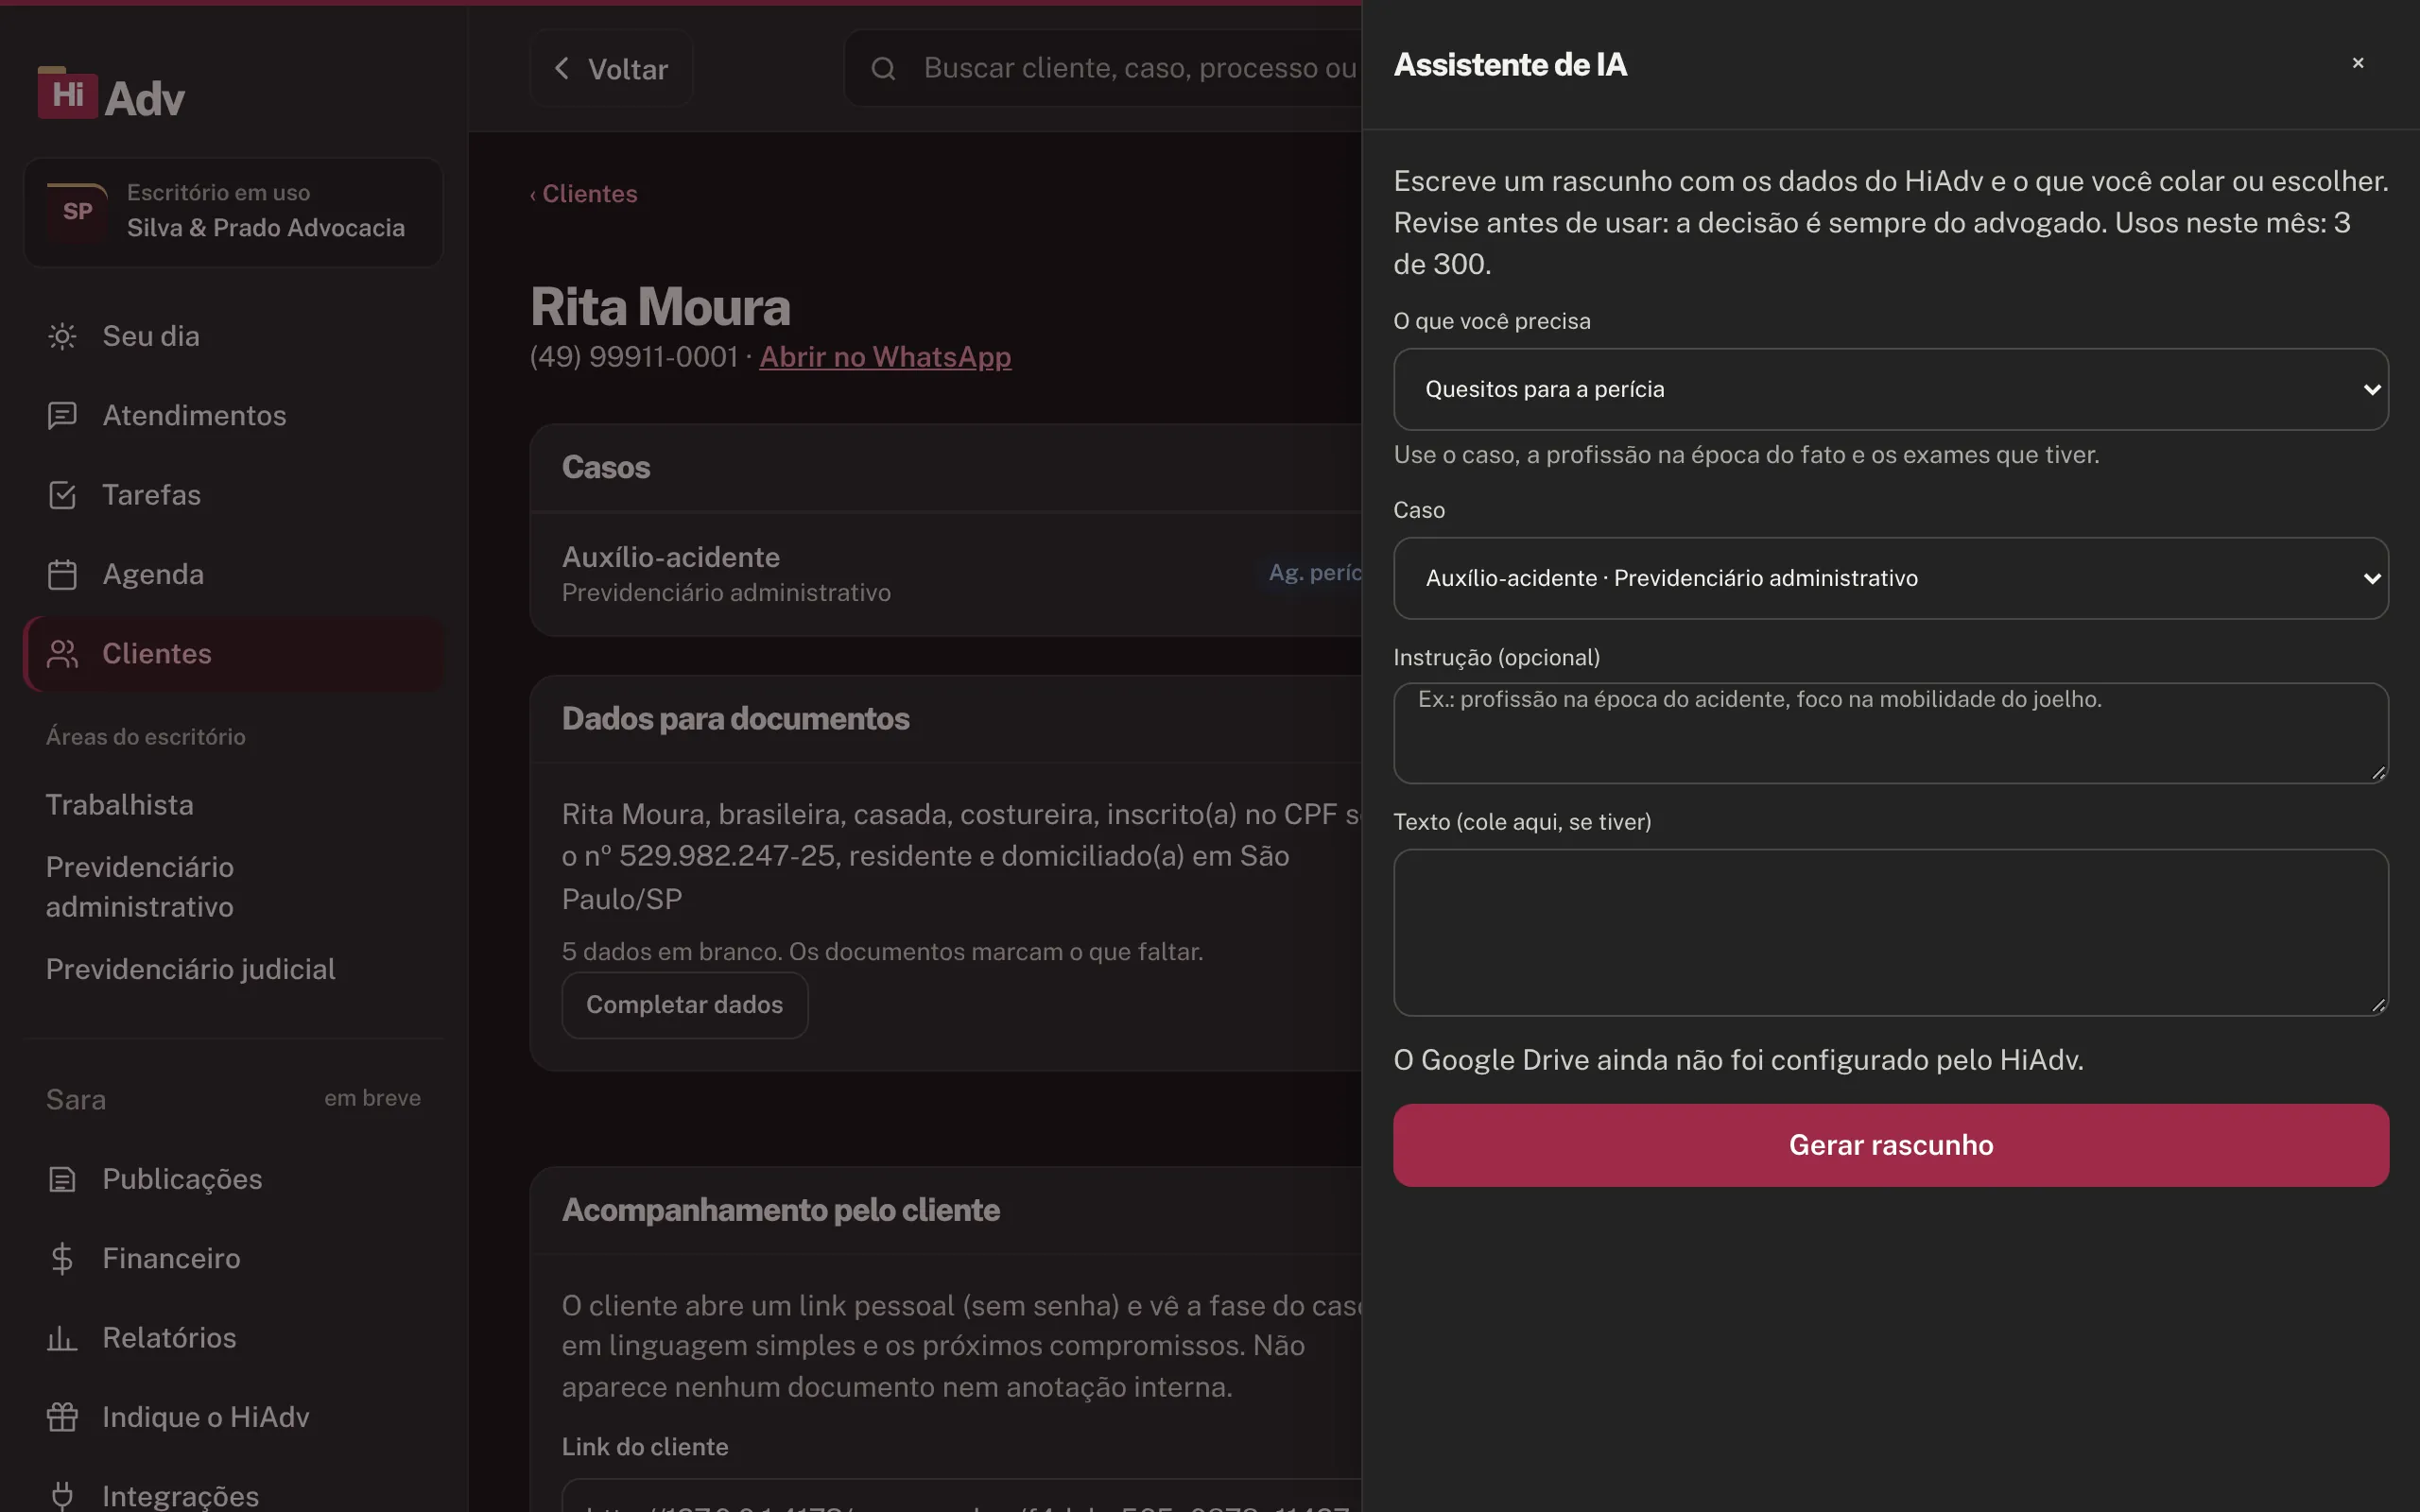 Hi Adv
SP
Escritório em uso
Silva & Prado Advocacia
Seu dia
Atendimentos
Tarefas
Agenda
Clientes
Áreas do escritório
Trabalhista
Previdenciário
administrativo
Previdenciário judicial
Sara
em breve
Publicações
Financeiro
Relatórios
Indique o HiAdv
Integrações
Voltar
Buscar cliente, caso, processo ou
‹ Clientes
Rita Moura
(49) 99911-0001 · Abrir no WhatsApp
Casos
Auxílio-acidente
Previdenciário administrativo
Ag.
Dados para documentos
Rita Moura, brasileira, casada, costureira, inscrito(a) no CPF
o nº 529.982.247-25, residente e domiciliado(a) em São
Paulo/SP
5 dados em branco. Os documentos marcam o que faltar.
Completar dados
Acompanhamento pelo cliente
O cliente abre um link pessoal (sem senha) e vê a fase do
em linguagem simples e os próximos compromissos. Não
aparece nenhum documento nem anotação interna.
Link do cliente
Assistente de IA
×
Escreve um rascunho com os dados do HiAdv e o que você colar ou escolher.
Revise antes de usar: a decisão é sempre do advogado. Usos neste mês: 3
de 300.
O que você precisa
Quesitos para a perícia
Use o caso, a profissão na época do fato e os exames que tiver.
Caso
Auxílio-acidente · Previdenciário administrativo
Instrução (opcional)
Ex.: profissão na época do acidente, foco na mobilidade do joelho.
Texto (cole aqui, se tiver)
O Google Drive ainda não foi configurado pelo HiAdv.
Gerar rascunho